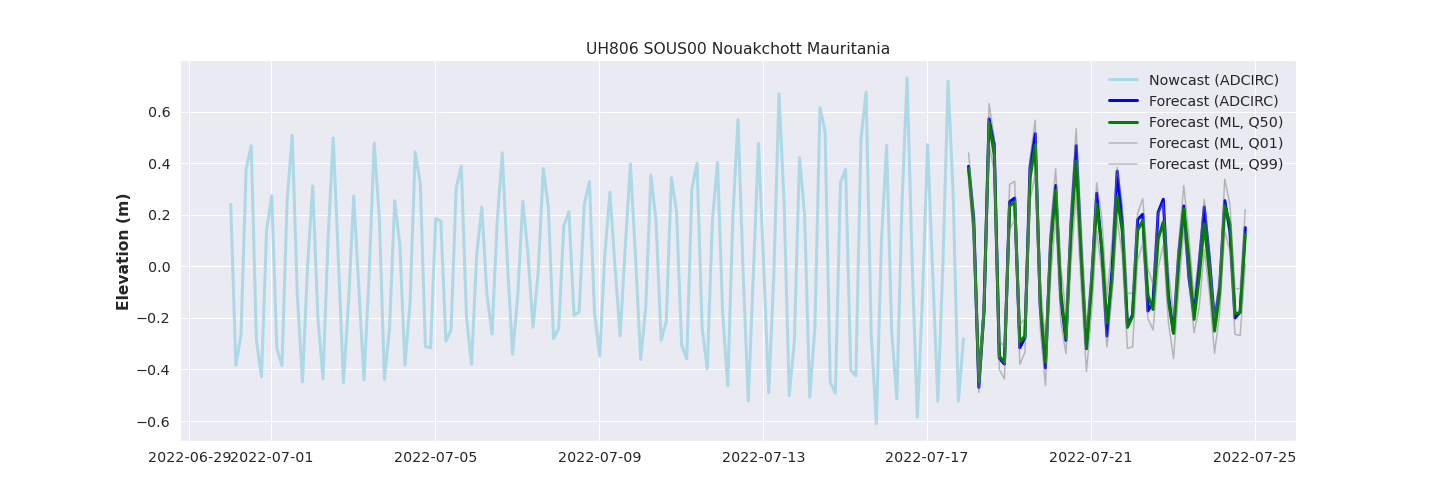 UH806 SOUS00 Nouakchott Mauritania
Nowcast (ADCIRC)
Forecast (ADCIRC)
Forecast (ML, Q50)
Forecast (ML, Q01)
Forecast (ML, Q99)
Elevation (m)
0.6
0.4
0.2
0.0
−0.2
−0.4
−0.6
2022-06-29 2022-07-01 2022-07-05 2022-07-09 2022-07-13 2022-07-17 2022-07-21 2022-07-25